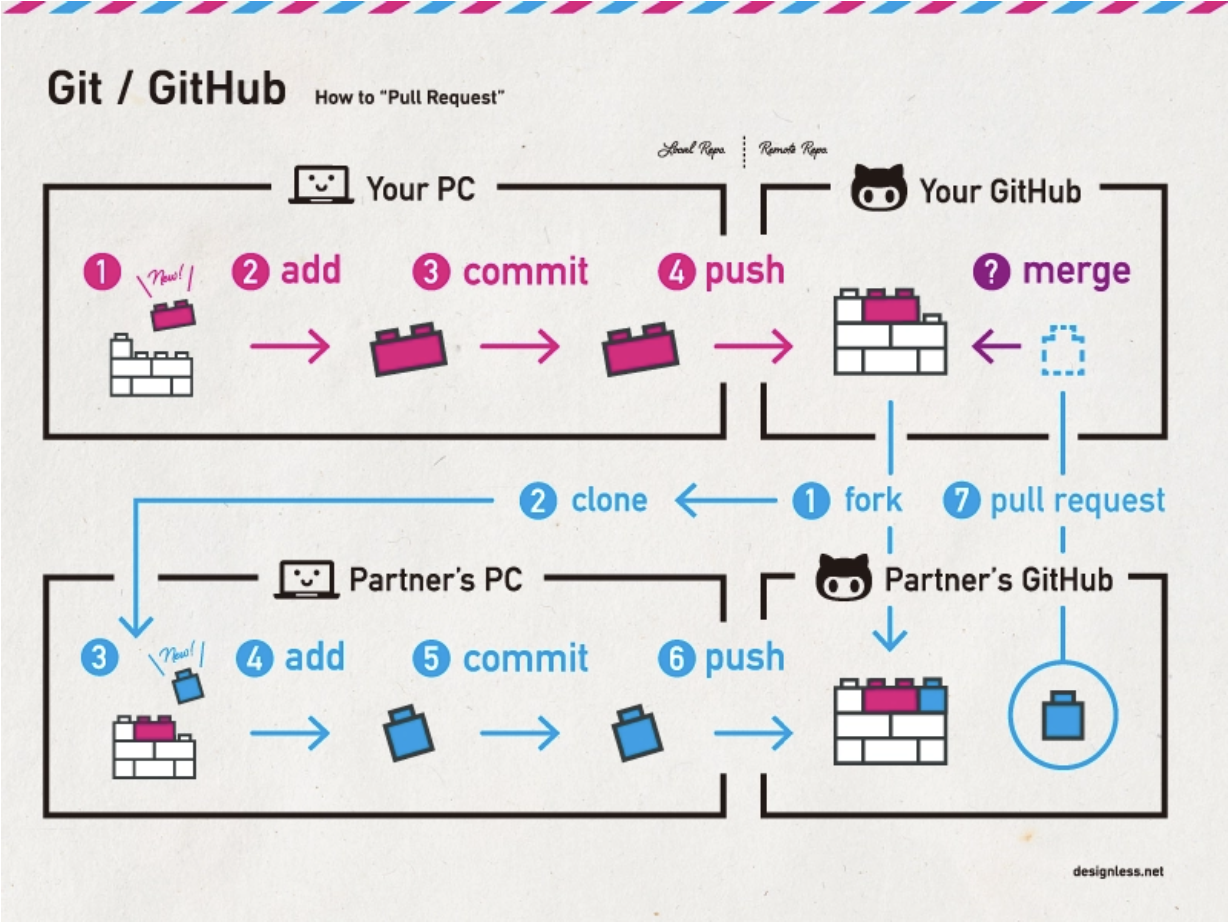 Git / GitHub How to "Pull Request"
Local Repo. Remote Repo.
Your PC
Your GitHub
1 New! 2 add 3 commit 4 push
? merge
2 clone 1 fork 7 pull request
Partner's PC
Partner's GitHub
3 New! 4 add 5 commit 6 push
designless.net